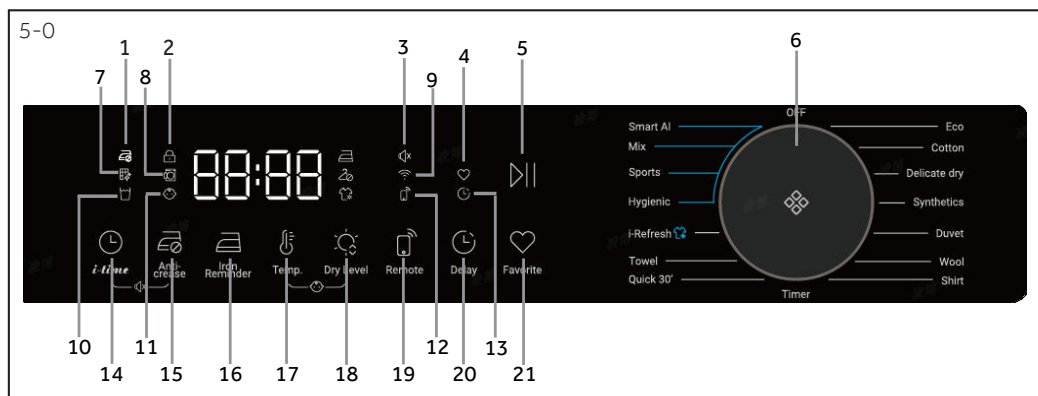 5-0
1
2
3
4
5
6
7
8
9
88:88
OFF
Smart AI
Mix
Sports
Hygienic
i-Refresh
Towel
Quick 30'
Timer
Eco
Cotton
Delicate dry
Synthetics
Duvet
Wool
Shirt
i-time
Anti-
crease
Iron
Reminder
Temp.
Dry Level
Remote
Delay
Favorite
10
11
12
13
14
15
16
17
18
19
20
21